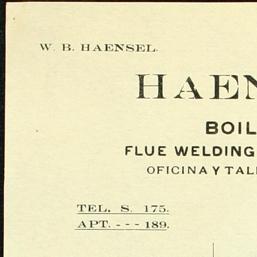 W. B. HAENSEL.
HAEN
BOIL
FLUE WELDING
OFICINA Y TAL
TEL. S. 175.
APT. - - - 189.